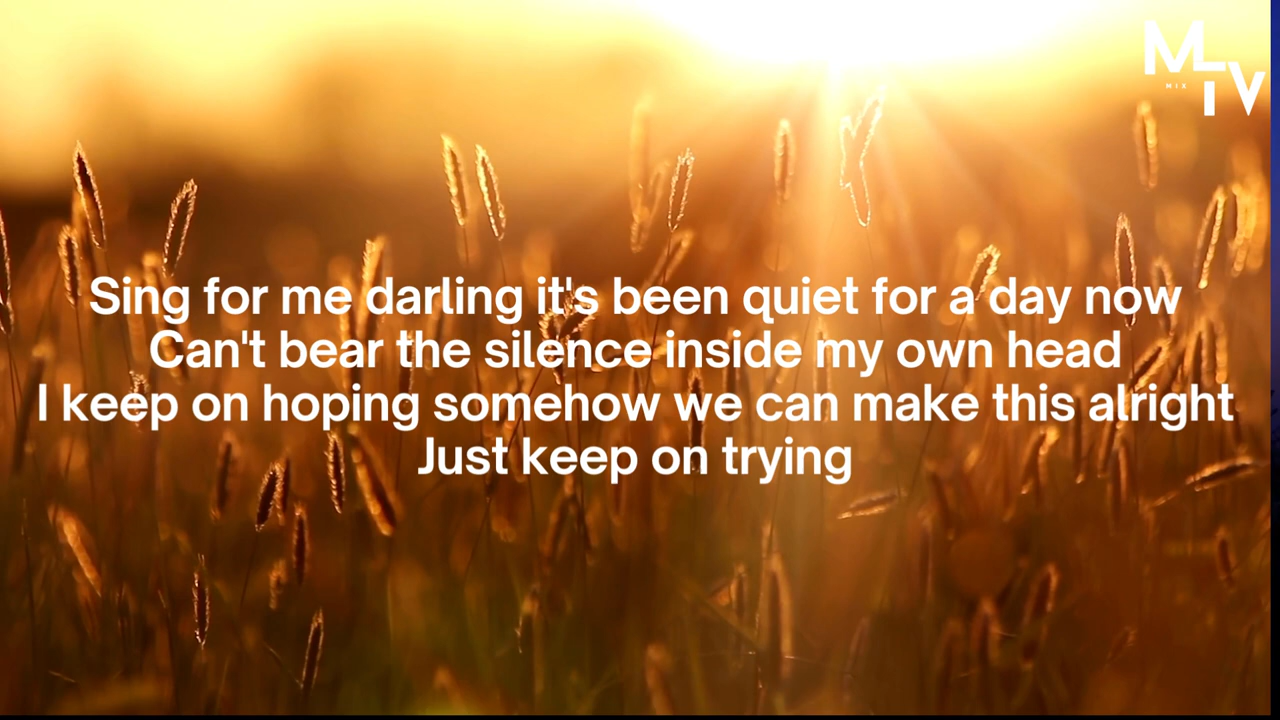 MLTV
MIX
Sing for me darling it's been quiet for a day now
Can't bear the silence inside my own head
I keep on hoping somehow we can make this alright
Just keep on trying